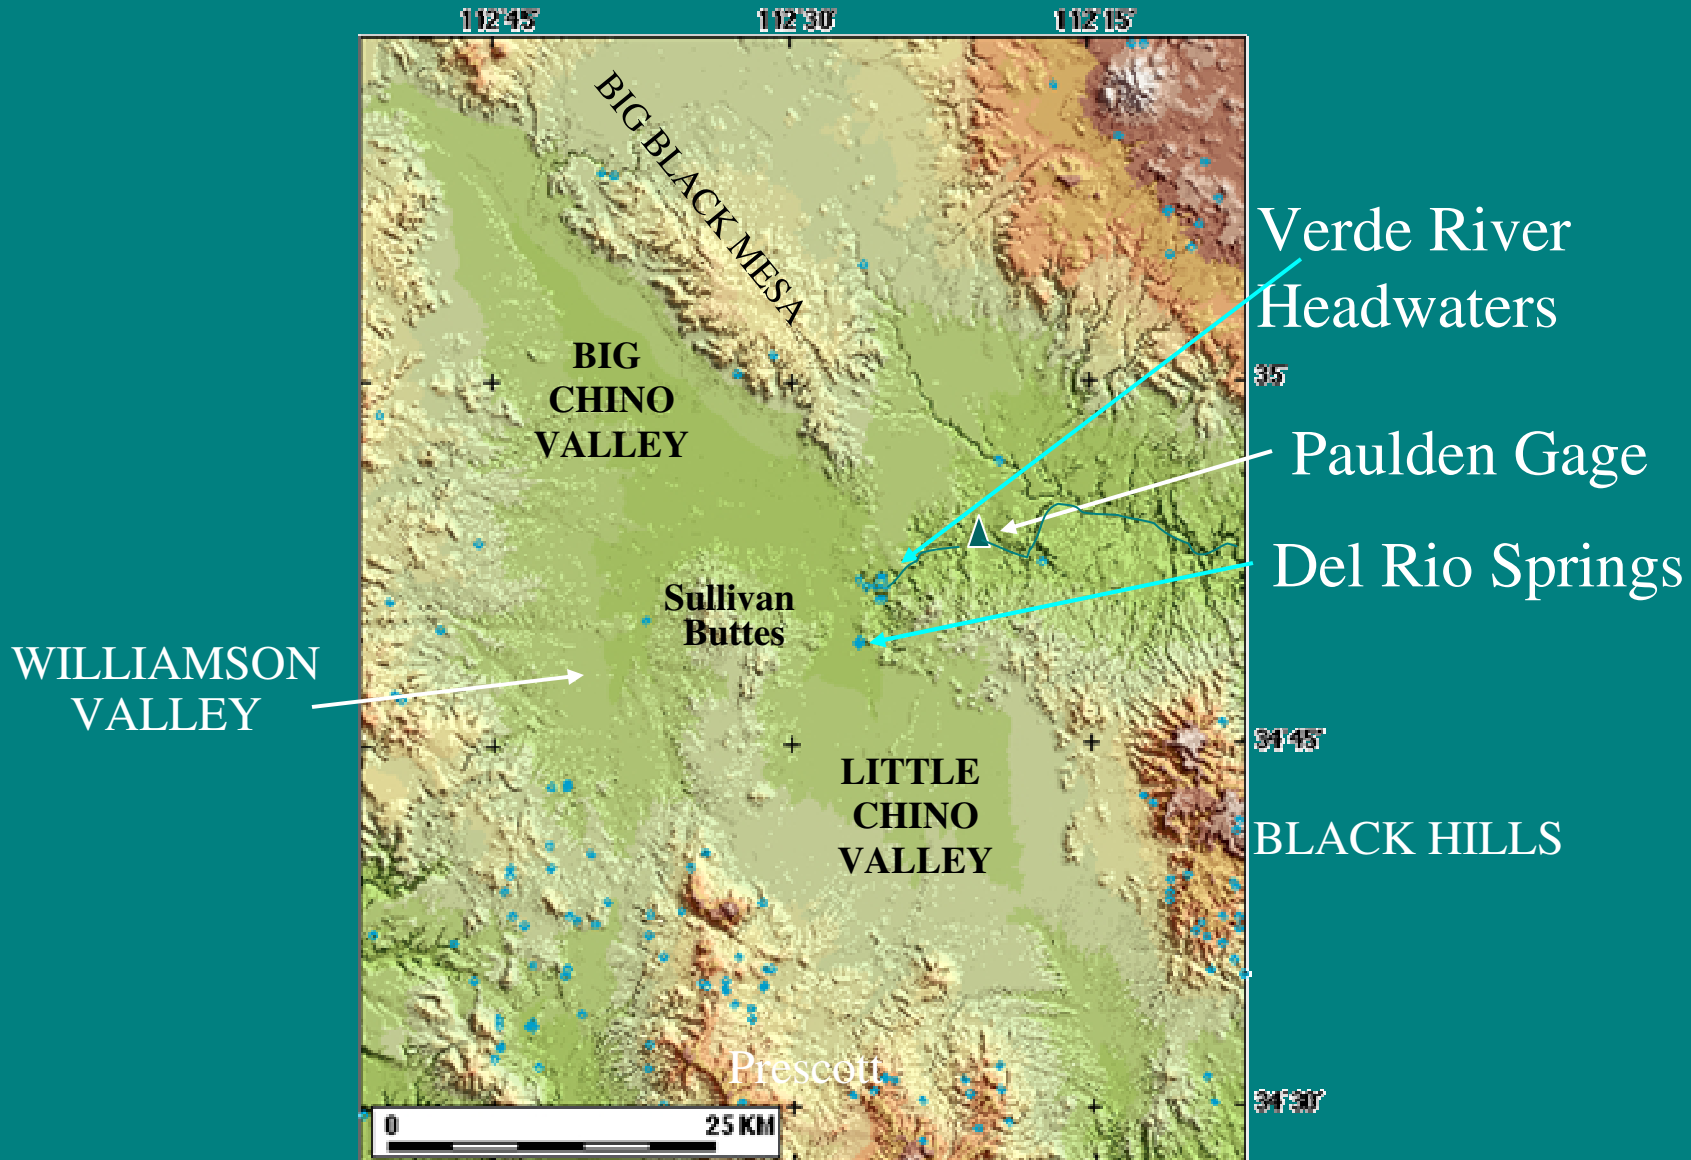 112°45' 112°30' 112°15'
BIG BLACK MESA
Verde River
Headwaters
BIG
CHINO
VALLEY
35°
Paulden Gage
Del Rio Springs
Sullivan
Buttes
WILLIAMSON
VALLEY
34°45'
LITTLE
CHINO
VALLEY
BLACK HILLS
Prescott
34°30'
0 25 KM